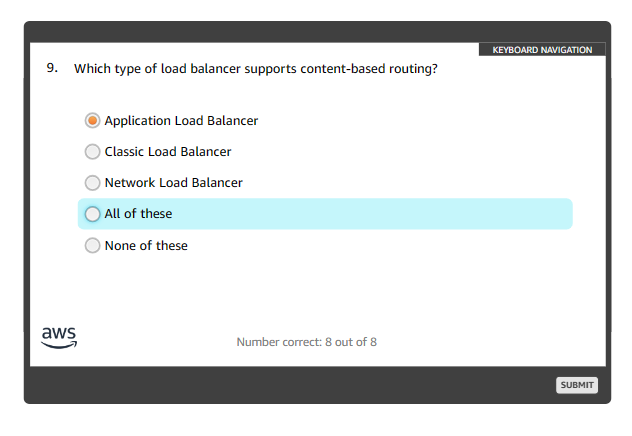 KEYBOARD NAVIGATION
9. Which type of load balancer supports content-based routing?
Application Load Balancer
Classic Load Balancer
Network Load Balancer
All of these
None of these
aws
Number correct: 8 out of 8
SUBMIT